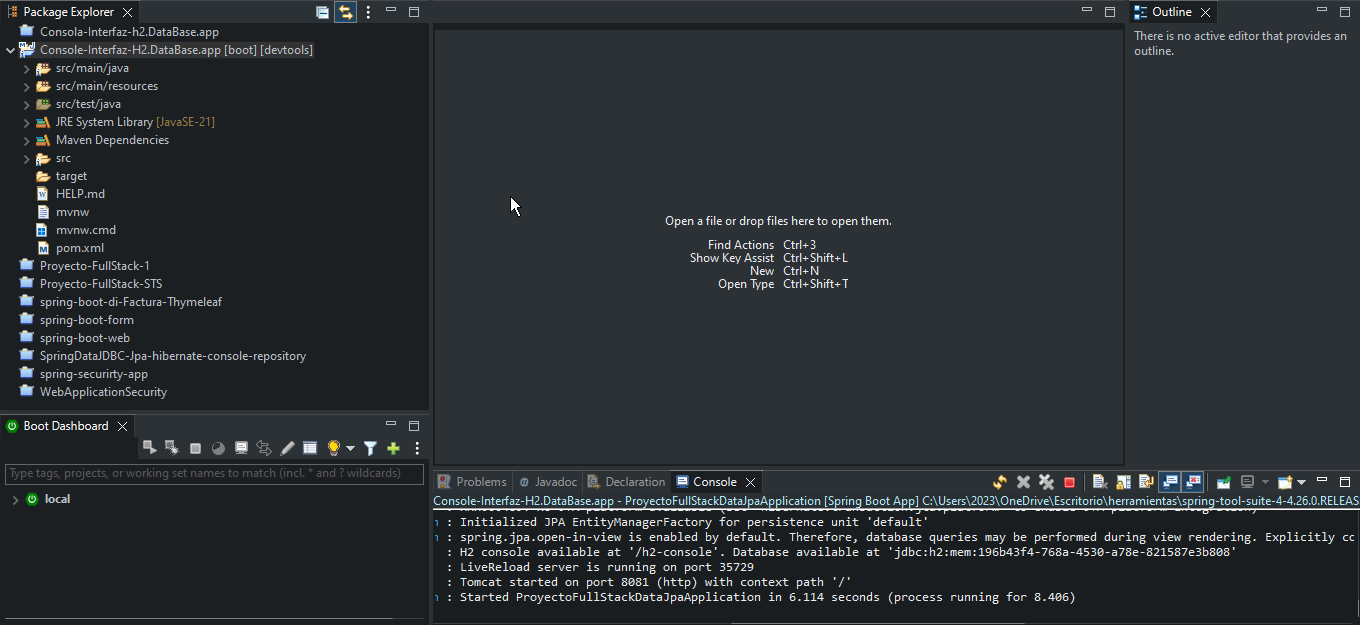 Package Explorer
Consola-Interfaz-h2.DataBase.app
Console-Interfaz-H2.DataBase.app [boot] [devtools]
src/main/java
src/main/resources
src/test/java
JRE System Library [JavaSE-21]
Maven Dependencies
src
target
HELP.md
mvnw
mvnw.cmd
pom.xml
Proyecto-FullStack-1
Proyecto-FullStack-STS
spring-boot-di-Factura-Thymeleaf
spring-boot-form
spring-boot-web
SpringDataJDBC-Jpa-hibernate-console-repository
spring-securirty-app
WebApplicationSecurity
Boot Dashboard
Type tags, projects, or working set names to match (incl. * and ? wildcards)
local
Open a file or drop files here to open them.
Find Actions Ctrl+3
Show Key Assist Ctrl+Shift+L
New Ctrl+N
Open Type Ctrl+Shift+T
Outline
There is no active editor that provides an
outline.
Problems Javadoc Declaration Console
Console-Interfaz-H2.DataBase.app - ProyectoFullStackDataJpaApplication [Spring Boot App] C:\Users\2023\OneDrive\Escritorio\herramientas\spring-tool-suite-4-4.26.0.RELEAS
: Initialized JPA EntityManagerFactory for persistence unit 'default'
: spring.jpa.open-in-view is enabled by default. Therefore, database queries may be performed during view rendering. Explicitly co
: H2 console available at '/h2-console'. Database available at 'jdbc:h2:mem:196b43f4-768a-4530-a78e-821587e3b808'
: LiveReload server is running on port 35729
: Tomcat started on port 8081 (http) with context path '/'
: Started ProyectoFullStackDataJpaApplication in 6.114 seconds (process running for 8.406)